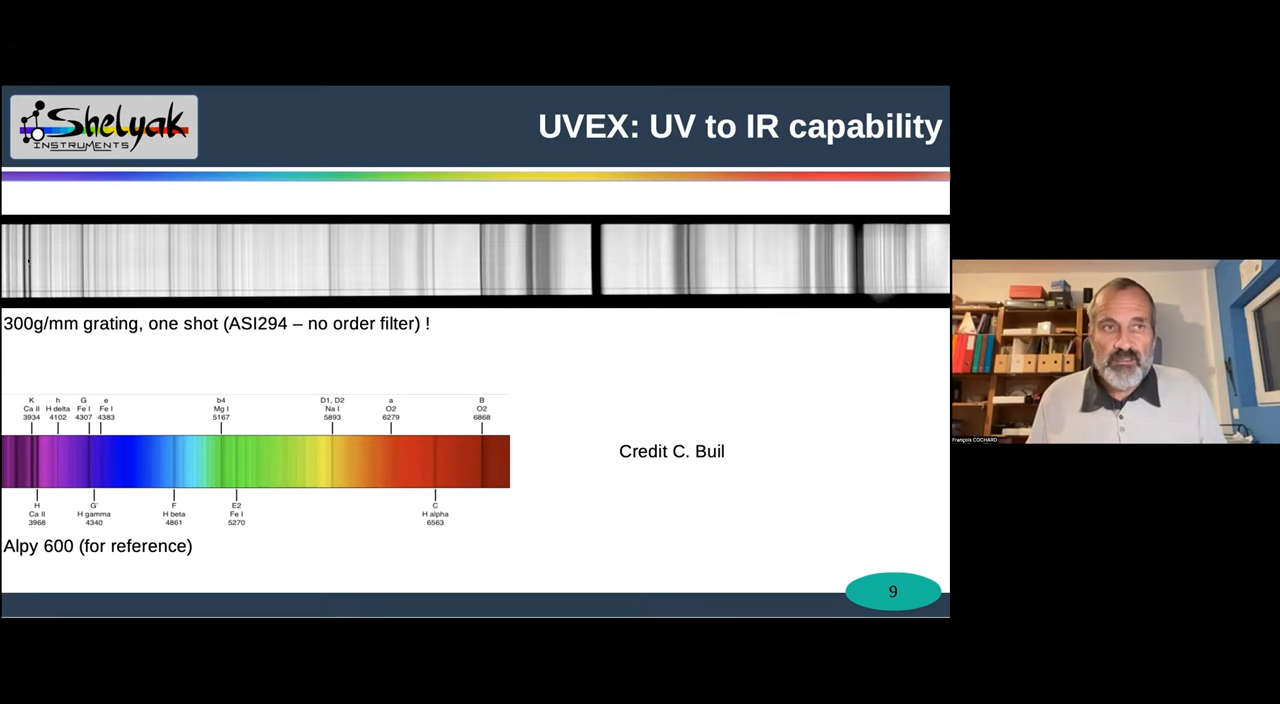 Shelyak
INSTRUMENTS
UVEX: UV to IR capability
300g/mm grating, one shot (ASI294 – no order filter) !
K h G e b4 D1, D2 a B
Ca II H delta Fe I Fe I Mg I Na I O2 O2
3934 4102 4307 4383 5167 5893 6279 6868
H G' F E2 C
Ca II H gamma H beta Fe I H alpha
3968 4340 4861 5270 6563
Credit C. Buil
Alpy 600 (for reference)
9
François COCHARD